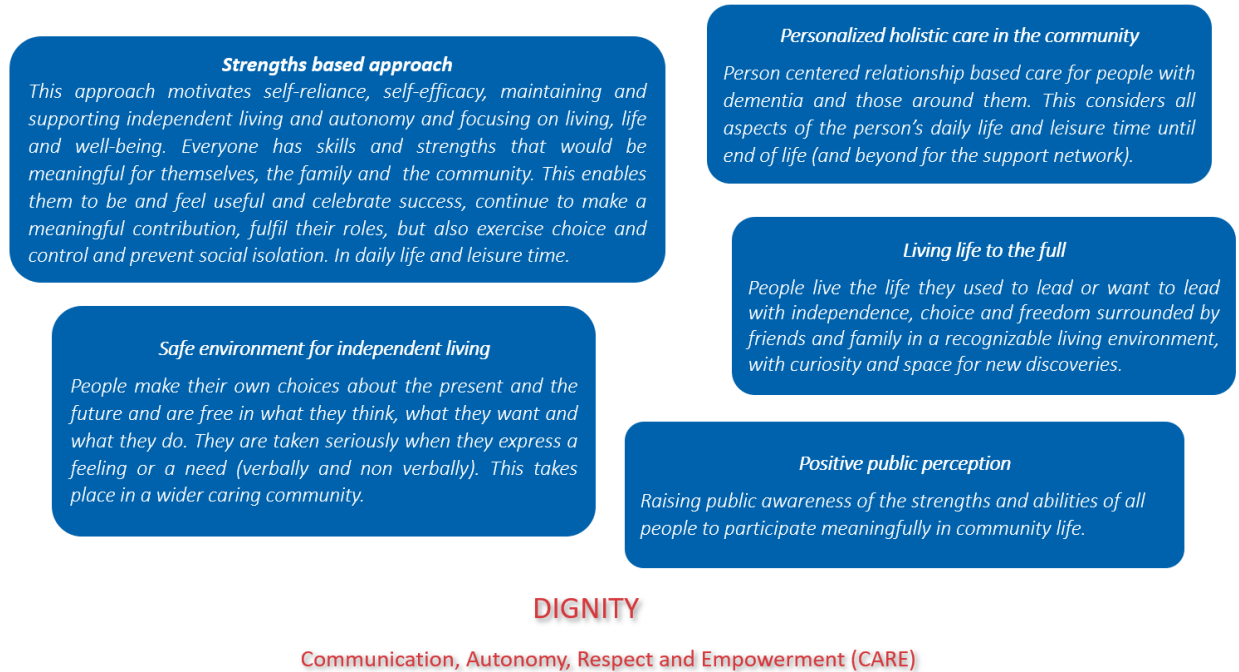 Strengths based approach
This approach motivates self-reliance, self-efficacy, maintaining and
supporting independent living and autonomy and focusing on living, life
and well-being. Everyone has skills and strengths that would be
meaningful for themselves, the family and the community. This enables
them to be and feel useful and celebrate success, continue to make a
meaningful contribution, fulfil their roles, but also exercise choice and
control and prevent social isolation. In daily life and leisure time.
Personalized holistic care in the community
Person centered relationship based care for people with
dementia and those around them. This considers all
aspects of the person's daily life and leisure time until
end of life (and beyond for the support network).
Living life to the full
People live the life they used to lead or want to lead
with independence, choice and freedom surrounded by
friends and family in a recognizable living environment,
with curiosity and space for new discoveries.
Safe environment for independent living
People make their own choices about the present and the
future and are free in what they think, what they want and
what they do. They are taken seriously when they express a
feeling or a need (verbally and non verbally). This takes
place in a wider caring community.
Positive public perception
Raising public awareness of the strengths and abilities of all
people to participate meaningfully in community life.
DIGNITY
Communication, Autonomy, Respect and Empowerment (CARE)